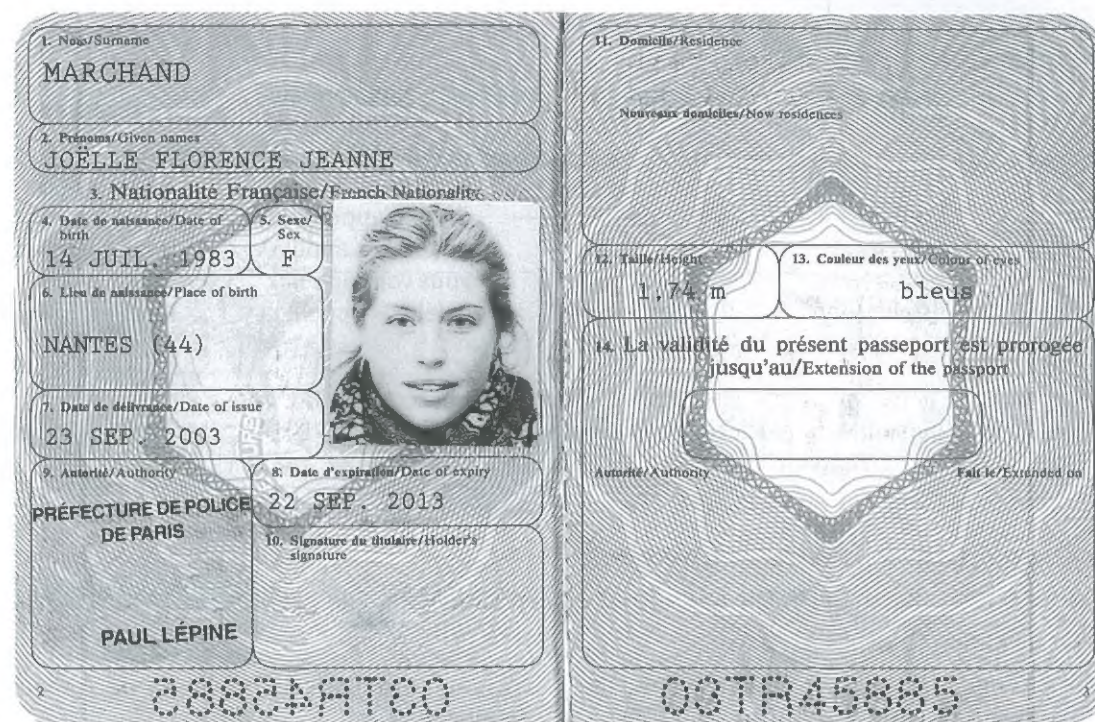 1. Nom/Surname
MARCHAND
2. Prénoms/Given names
JOËLLE FLORENCE JEANNE
3. Nationalité Française/French Nationality
4. Date de naissance/Date of birth
14 JUIL. 1983
5. Sexe/
Sex
F
6. Lieu de naissance/Place of birth
NANTES (44)
7. Date de délivrance/Date of issue
23 SEP. 2003
8. Date d'expiration/Date of expiry
22 SEP. 2013
9. Autorité/Authority
PRÉFECTURE DE POLICE
DE PARIS
PAUL LÉPINE
10. Signature du titulaire/Holder's
signature
2
03TR45885
11. Domicile/Residence
Nouveaux domiciles/New residences
12. Taille/Height
1,74 m
13. Couleur des yeux/Colour of eyes
bleus
14. La validité du présent passeport est prorogée
jusqu'au/Extension of the passport
Autorité/Authority
Fait le/Extended on
03TR45885
3